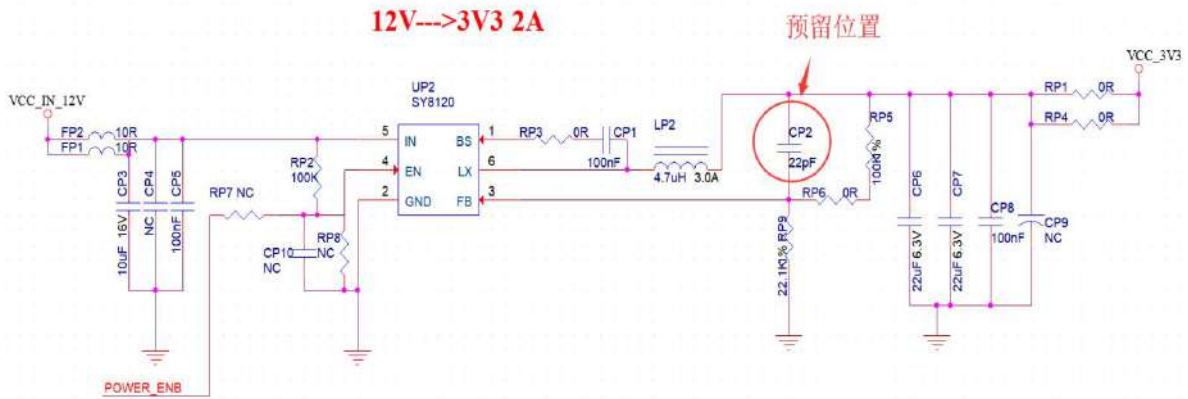 12V--->3V3 2A
预留位置
VCC_IN_12V
FP2 10R
FP1 10R
CP3
10uF 16V
CP4
NC
CP5
100nF
RP2
100K
RP7 NC
CP10
NC
RP8
NC
POWER_ENB
UP2
SY8120
5 IN
4 EN
2 GND
BS 1
LX 6
FB 3
RP3 0R
CP1
100nF
LP2
4.7uH 3.0A
CP2
22pF
RP5
100K1%
RP6 0R
RP9
22.1K1%
CP6
22uF 6.3V
CP7
22uF 6.3V
CP8
100nF
CP9
NC
RP1 0R
RP4 0R
VCC_3V3